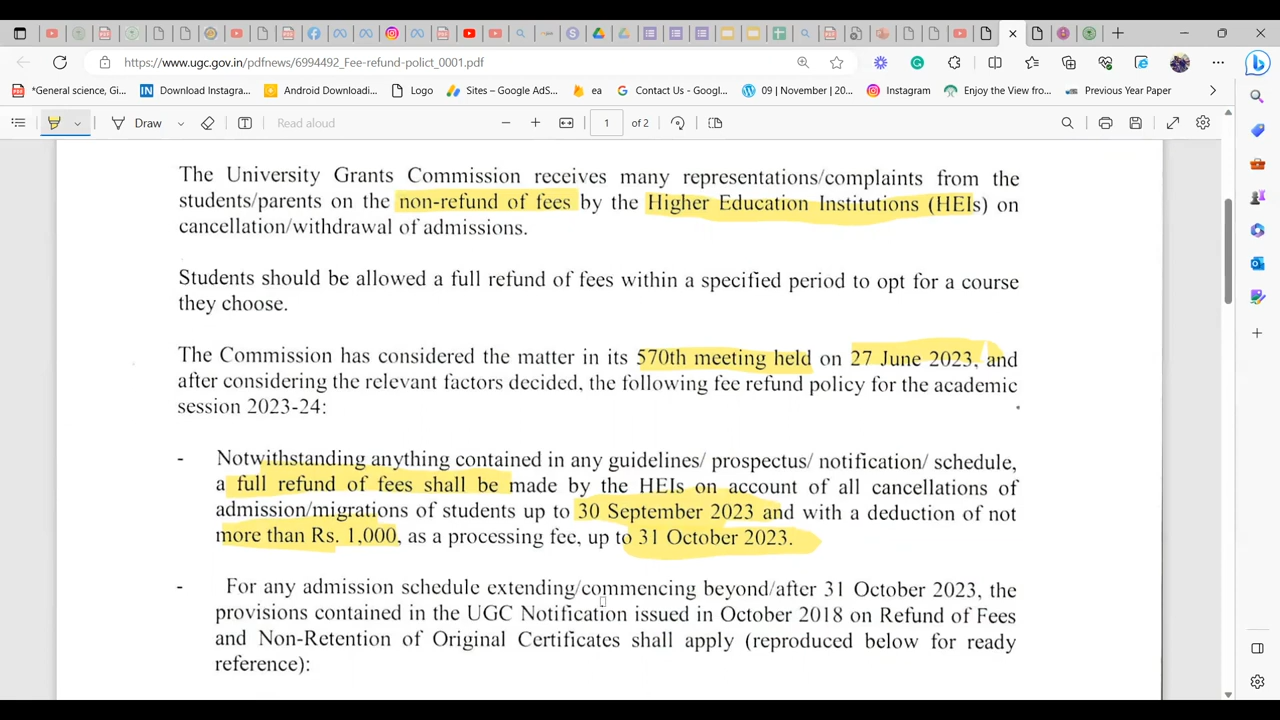 https://www.ugc.gov.in/pdfnews/6994492_Fee-refund-polict_0001.pdf
*General science, Gi... Download Instagra... Android Downloadi... Logo Sites – Google AdS... ea Contact Us - Googl... 09 | November | 20... Instagram Enjoy the View from... Previous Year Paper
Draw Read aloud 1 of 2
The University Grants Commission receives many representations/complaints from the
students/parents on the non-refund of fees by the Higher Education Institutions (HEIs) on
cancellation/withdrawal of admissions.
Students should be allowed a full refund of fees within a specified period to opt for a course
they choose.
The Commission has considered the matter in its 570th meeting held on 27 June 2023, and
after considering the relevant factors decided, the following fee refund policy for the academic
session 2023-24:
- Notwithstanding anything contained in any guidelines/ prospectus/ notification/ schedule,
a full refund of fees shall be made by the HEIs on account of all cancellations of
admission/migrations of students up to 30 September 2023 and with a deduction of not
more than Rs. 1,000, as a processing fee, up to 31 October 2023.
- For any admission schedule extending/commencing beyond/after 31 October 2023, the
provisions contained in the UGC Notification issued in October 2018 on Refund of Fees
and Non-Retention of Original Certificates shall apply (reproduced below for ready
reference):